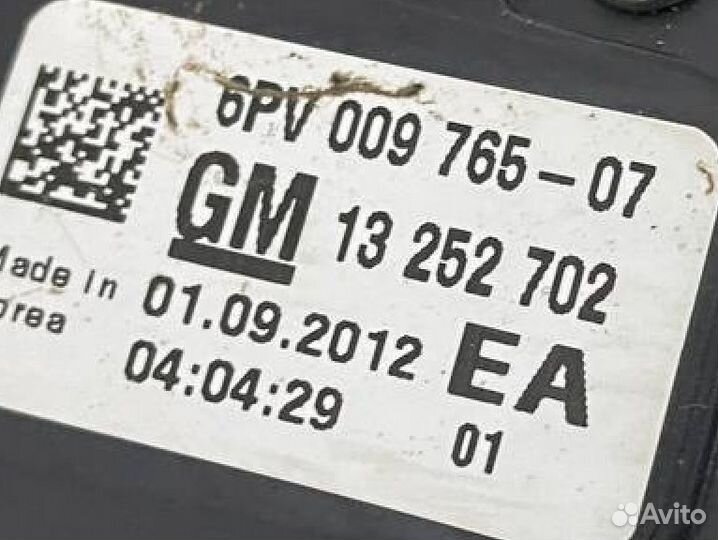 6PV 009 765-07
GM 13 252 702
Made in 01.09.2012 EA
orea 04:04:29 01
Avito